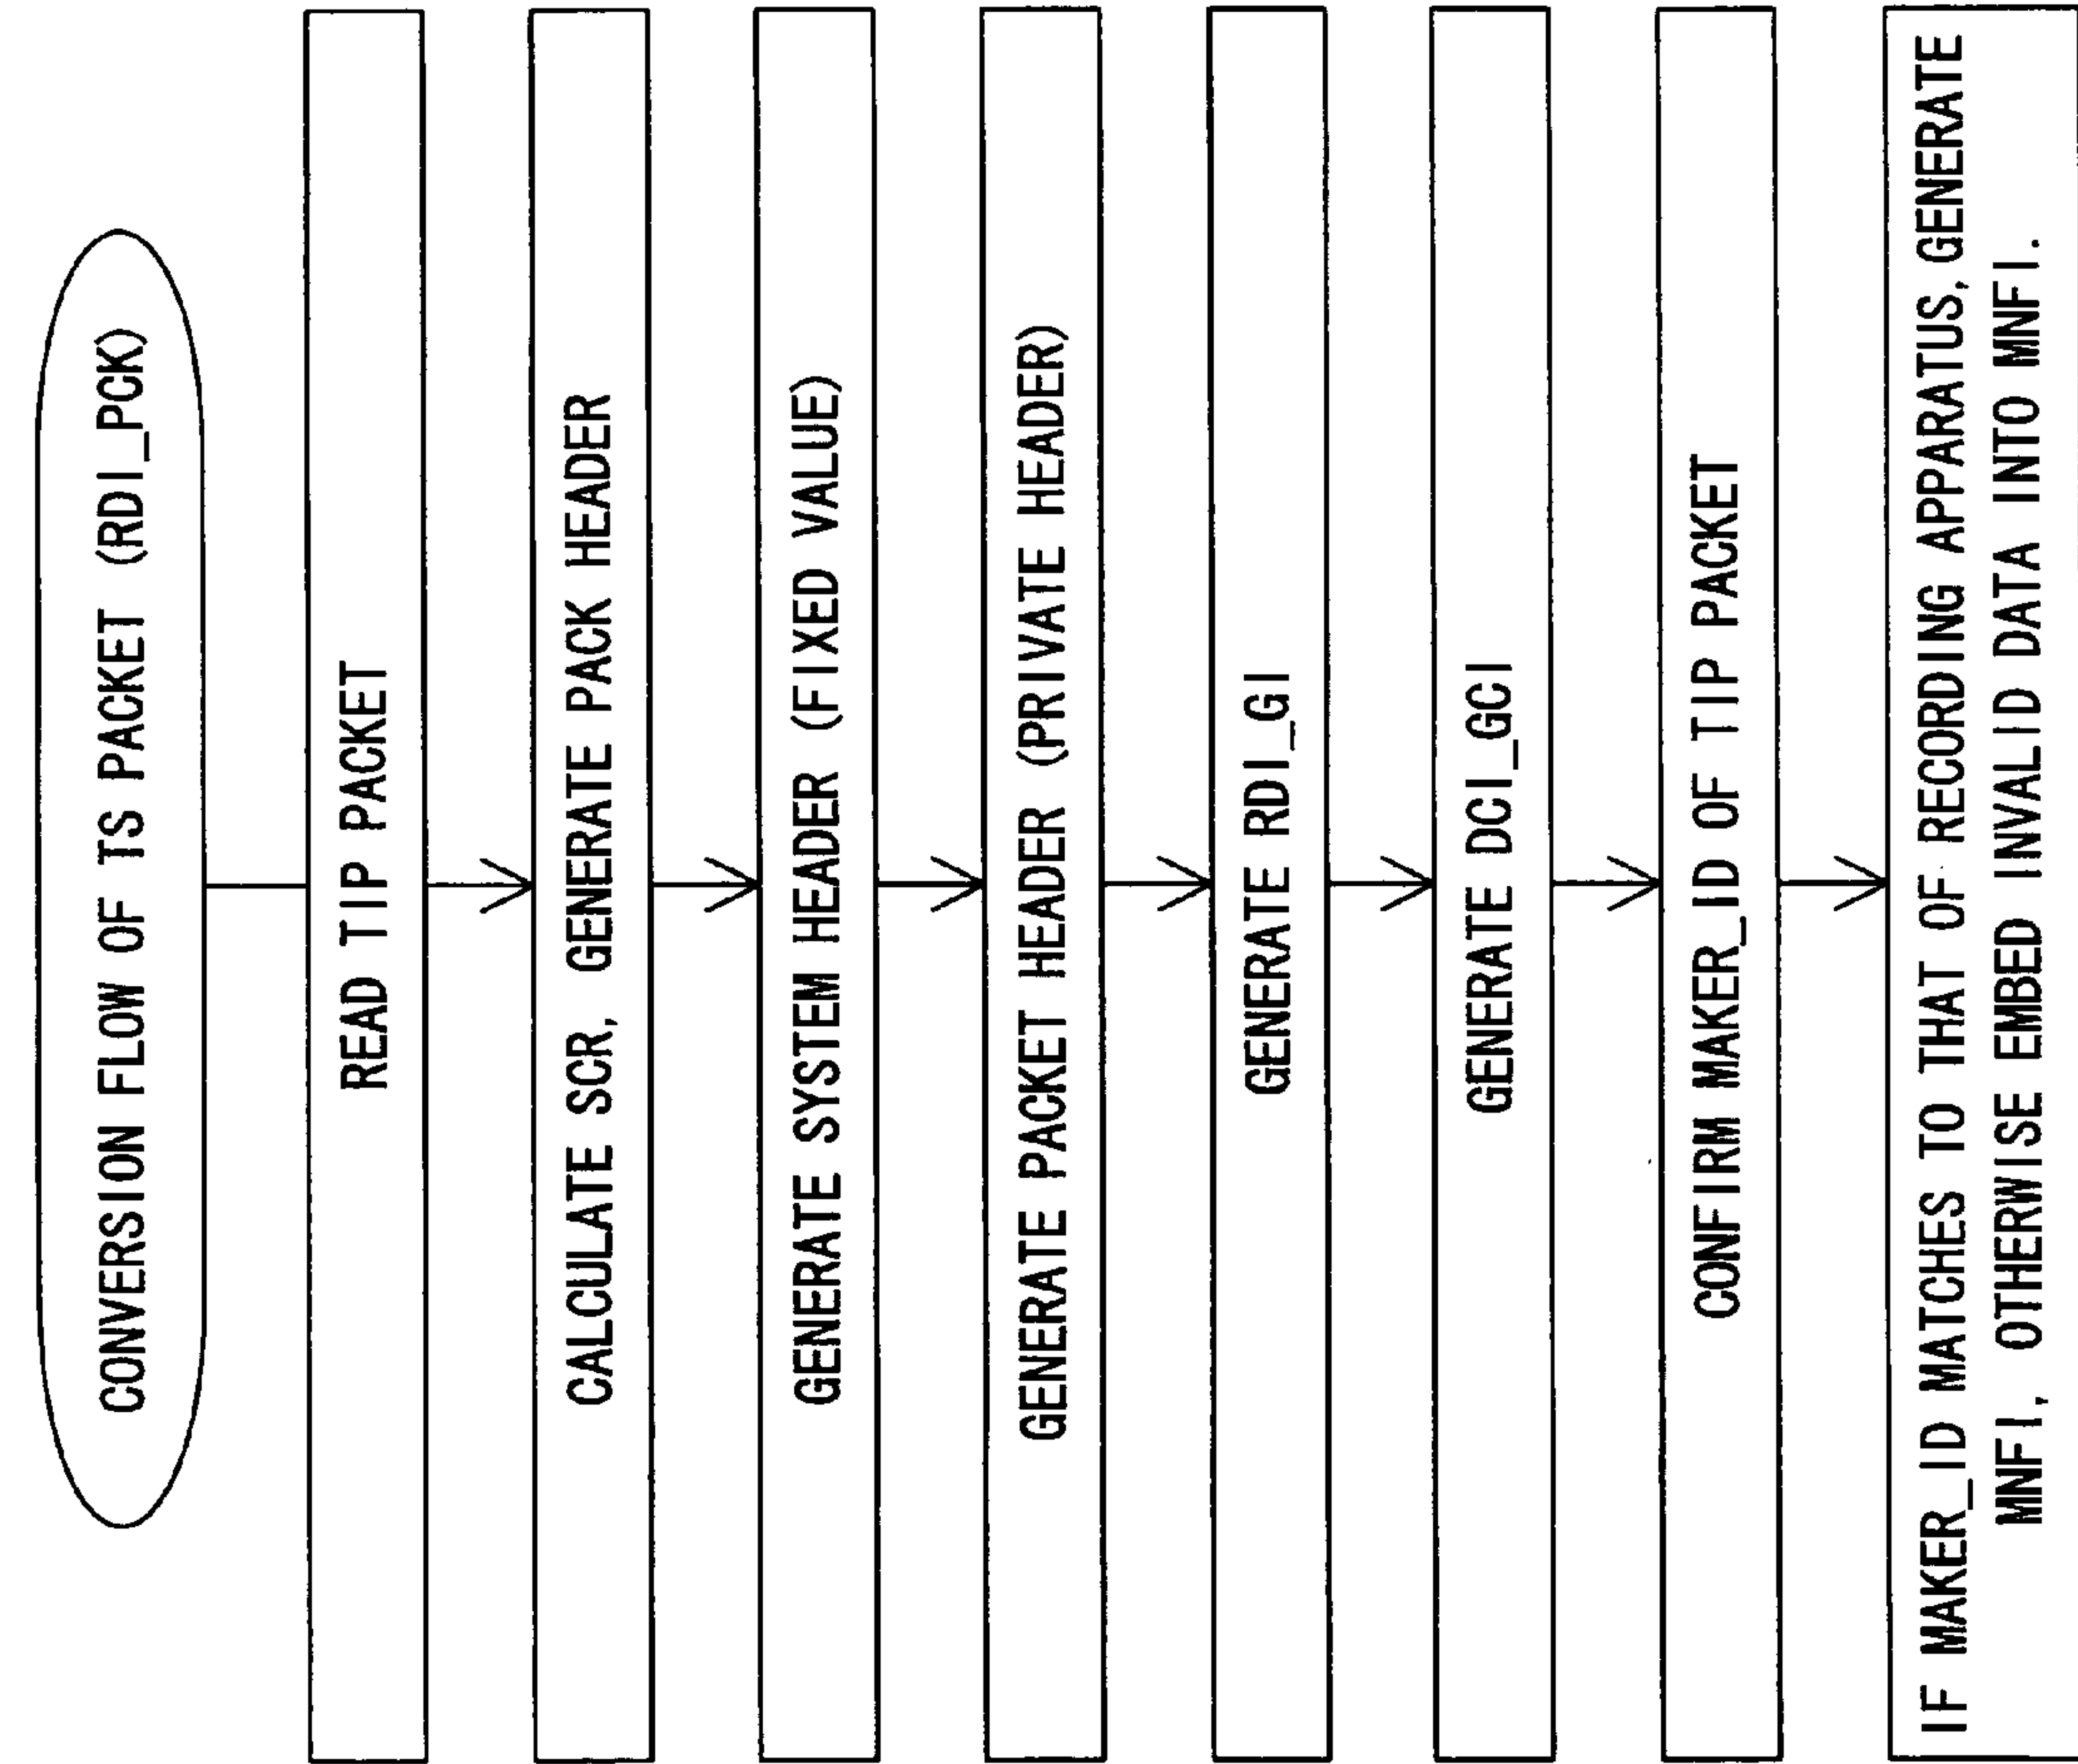 CONVERSION FLOW OF TS PACKET (RDI_PCK)
READ TIP PACKET
CALCULATE SCR, GENERATE PACK HEADER
GENERATE SYSTEM HEADER (FIXED VALUE)
GENERATE PACKET HEADER (PRIVATE HEADER)
GENERATE RDI_GI
GENERATE DCI_GCI
CONFIRM MAKER_ID OF TIP PACKET
IF MAKER_ID MATCHES TO THAT OF RECORDING APPARATUS, GENERATE
MNFI, OTHERWISE EMBED INVALID DATA INTO MNFI.